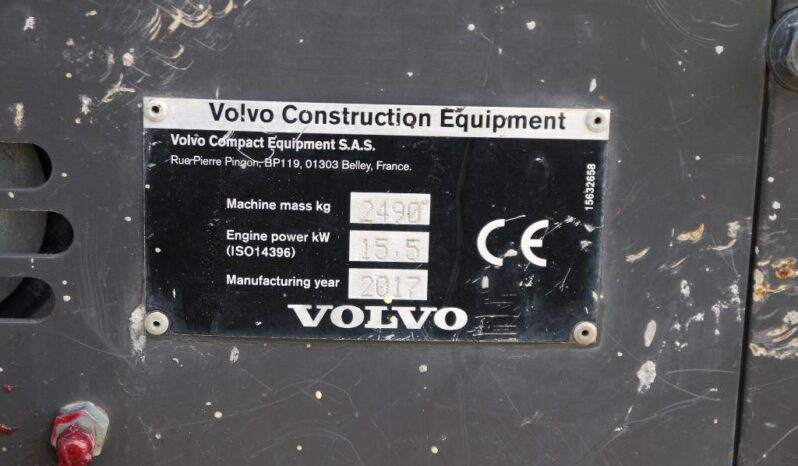 Volvo Construction Equipment
Volvo Compact Equipment S.A.S.
Rue Pierre Pingon, BP119, 01303 Belley, France.
Machine mass kg 2490
Engine power kW 15.5
(ISO14396)
Manufacturing year 2017
CE
VOLVO
15632658